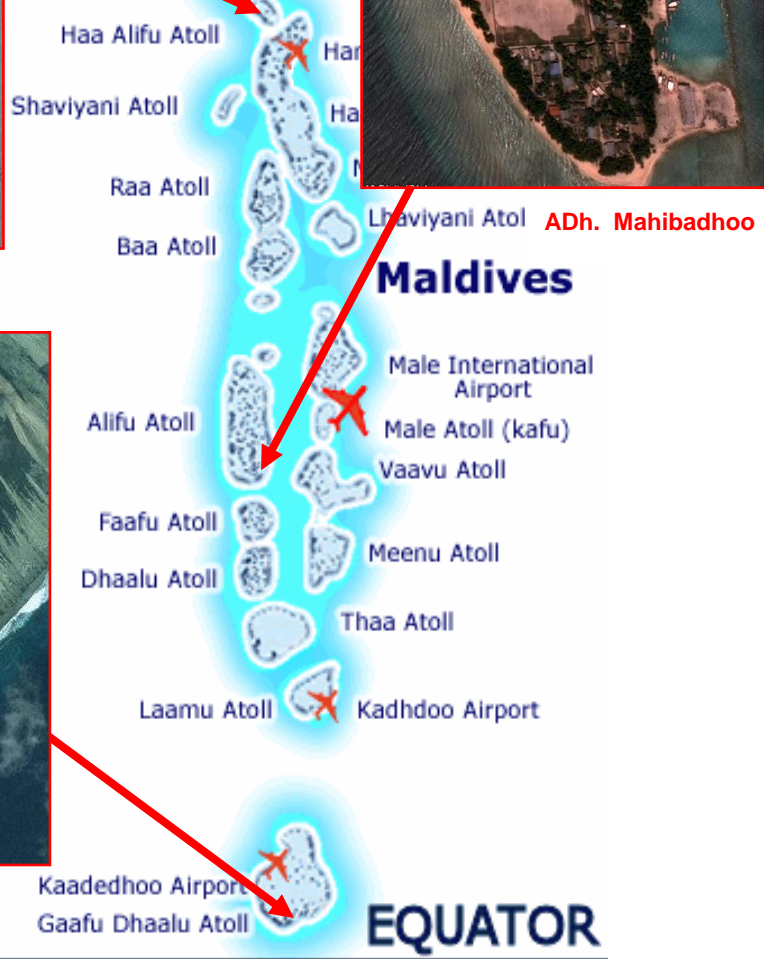 Haa Alifu Atoll
Shaviyani Atoll
Raa Atoll
Lhaviyani Atol
ADh. Mahibadhoo
Baa Atoll
Maldives
Male International
Airport
Alifu Atoll
Male Atoll (kafu)
Vaavu Atoll
Faafu Atoll
Meenu Atoll
Dhaalu Atoll
Thaa Atoll
Laamu Atoll
Kadhdoo Airport
Kaadedhoo Airport
Gaafu Dhaalu Atoll
EQUATOR